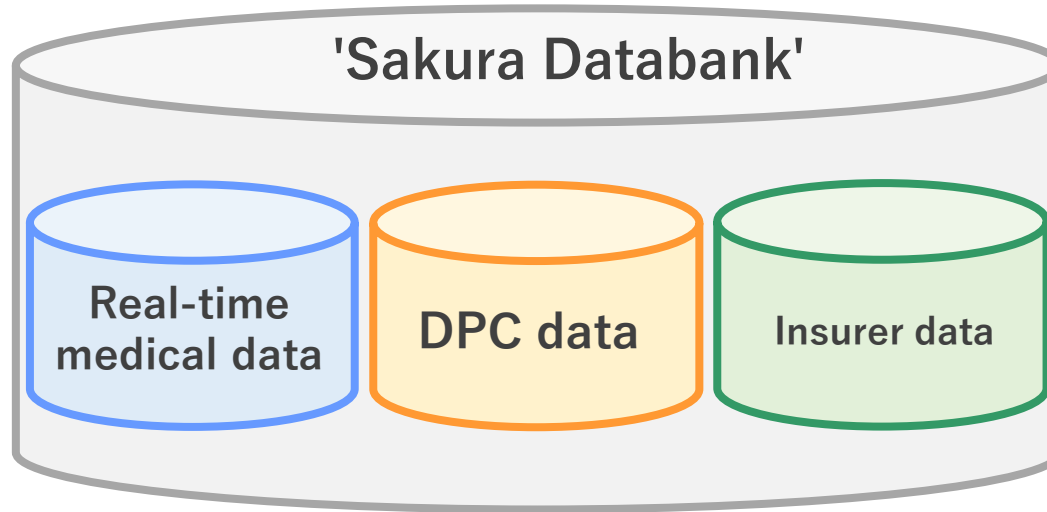 'Sakura Databank'
Real-time
medical data
DPC data
Insurer data